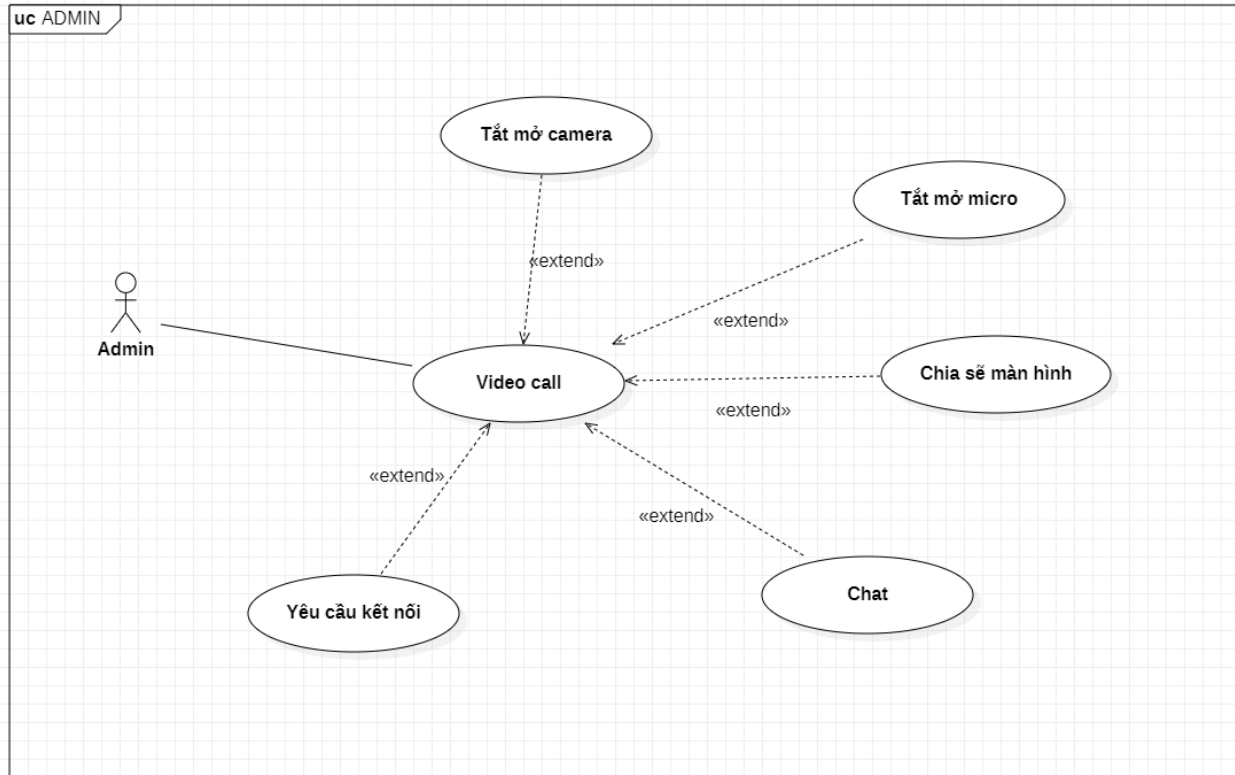 uc ADMIN
Tắt mở camera
Tắt mở micro
«extend»
«extend»
Admin
Video call
Chia sẽ màn hình
«extend»
«extend»
«extend»
Yêu cầu kết nối
Chat